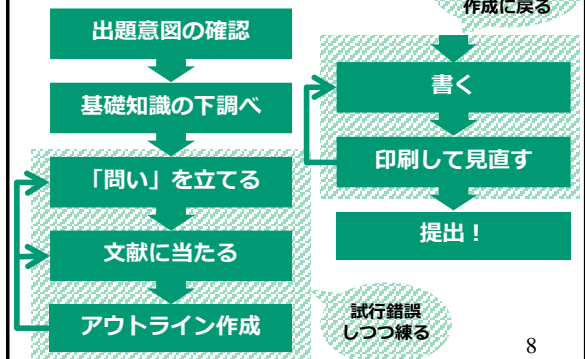 出題意図の確認
基礎知識の下調べ
「問い」を立てる
文献に当たる
アウトライン作成
試行錯誤
しつつ練る
作成に戻る
書く
印刷して見直す
提出！
8